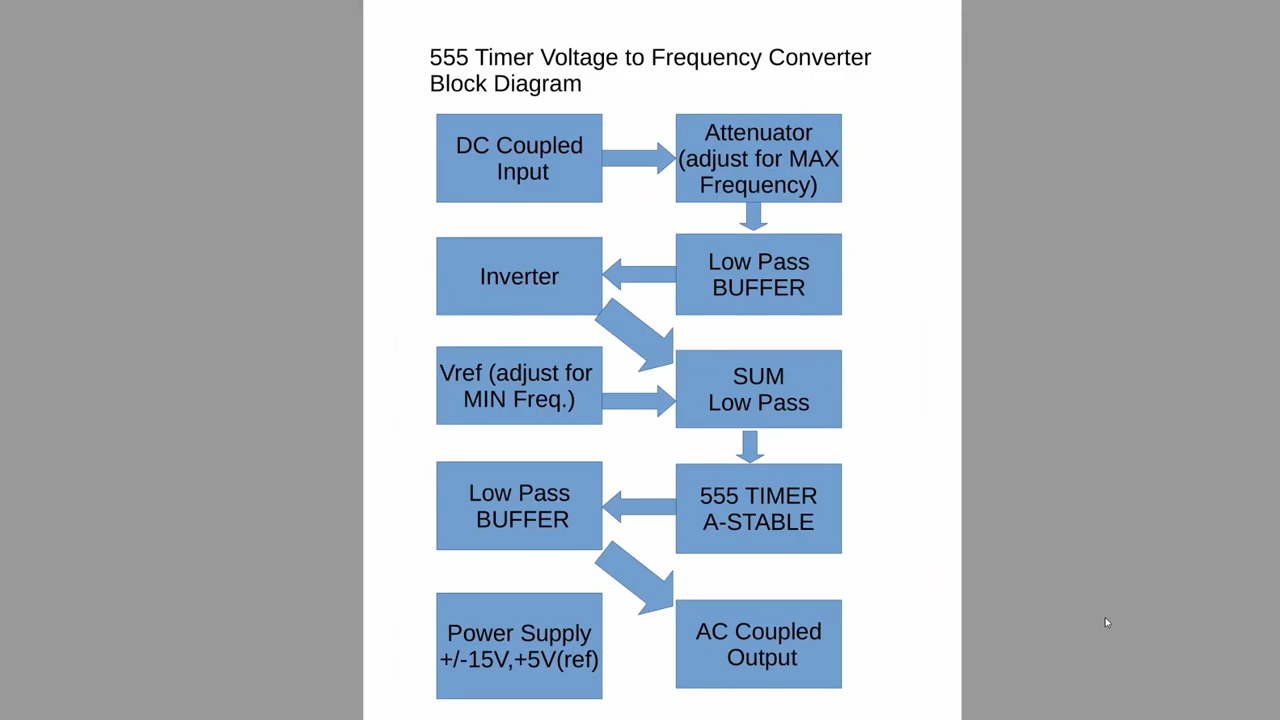 555 Timer Voltage to Frequency Converter
Block Diagram
DC Coupled
Input
Attenuator
(adjust for MAX
Frequency)
Inverter
Low Pass
BUFFER
Vref (adjust for
MIN Freq.)
SUM
Low Pass
Low Pass
BUFFER
555 TIMER
A-STABLE
Power Supply
+/-15V,+5V(ref)
AC Coupled
Output